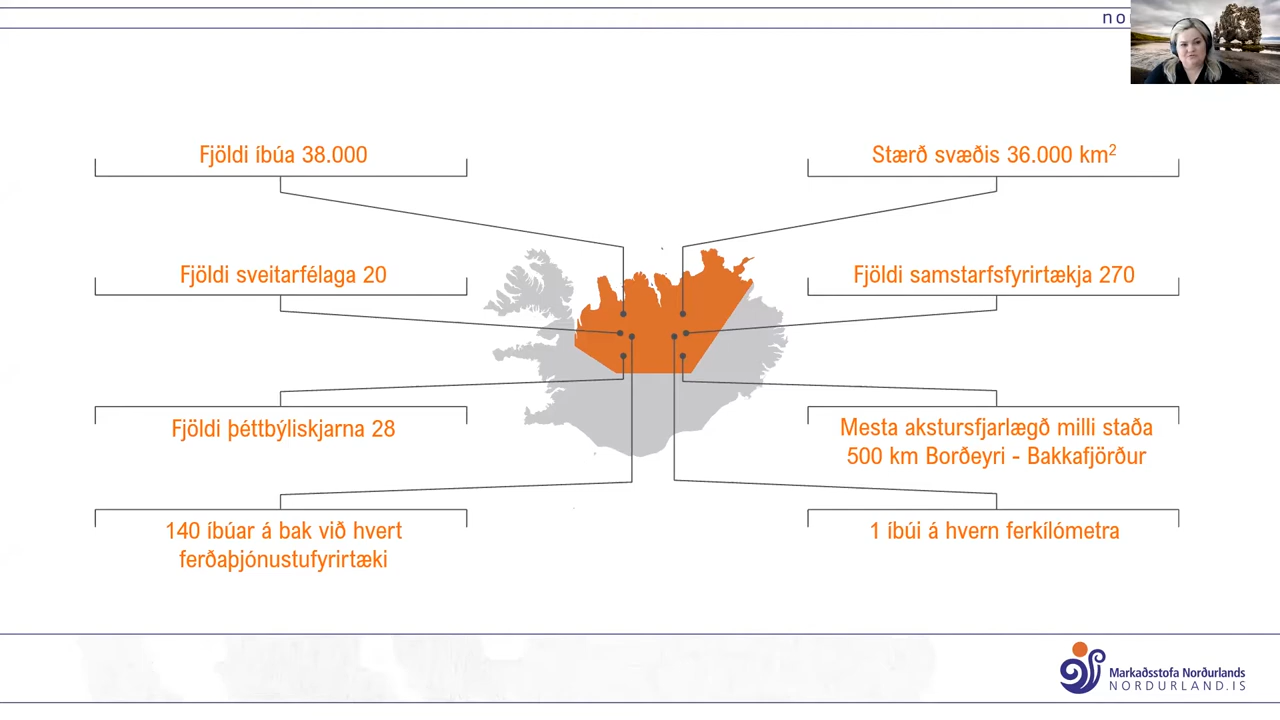 no
Fjöldi íbúa 38.000
Stærð svæðis 36.000 km²
Fjöldi sveitarfélaga 20
Fjöldi samstarfsfyrirtækja 270
Fjöldi þéttbýliskjarna 28
Mesta akstursfjarlægð milli staða
500 km Borðeyri - Bakkafjörður
140 íbúar á bak við hvert
ferðaþjónustufyrirtæki
1 íbúi á hvern ferkílómetra
Markaðsstofa Norðurlands
NORDURLAND.IS